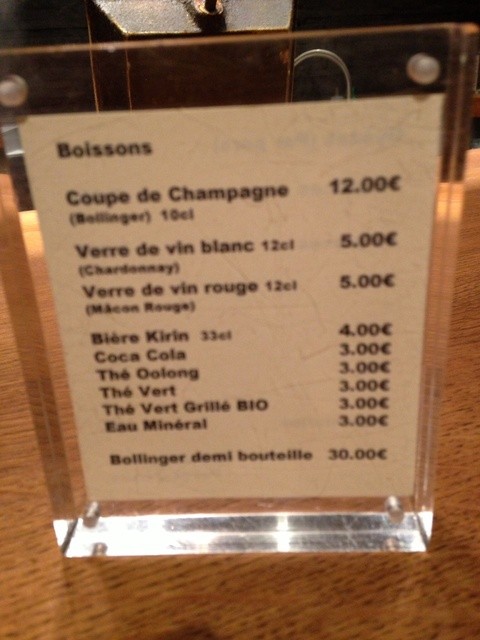 Boissons
Coupe de Champagne 12.00€
(Bollinger) 10cl
Verre de vin blanc 12cl 5.00€
(Chardonnay)
Verre de vin rouge 12cl 5.00€
(Mâcon Rouge)
Bière Kirin 33cl 4.00€
Coca Cola 3.00€
Thé Oolong 3.00€
Thé Vert 3.00€
Thé Vert Grillé BIO 3.00€
Eau Minéral 3.00€
Bollinger demi bouteille 30.00€